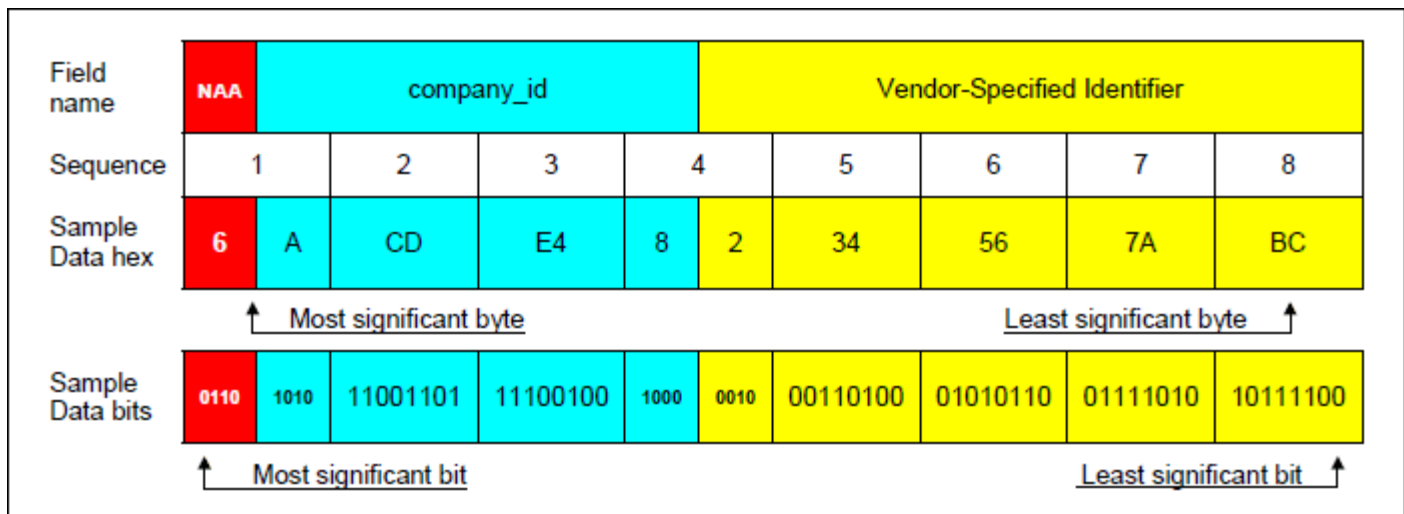 Field
name
NAA company_id Vendor-Specified Identifier
Sequence 1 2 3 4 5 6 7 8
Sample
Data hex
6 A CD E4 8 2 34 56 7A BC
Most significant byte Least significant byte
Sample
Data bits
0110 1010 11001101 11100100 1000 0010 00110100 01010110 01111010 10111100
Most significant bit Least significant bit